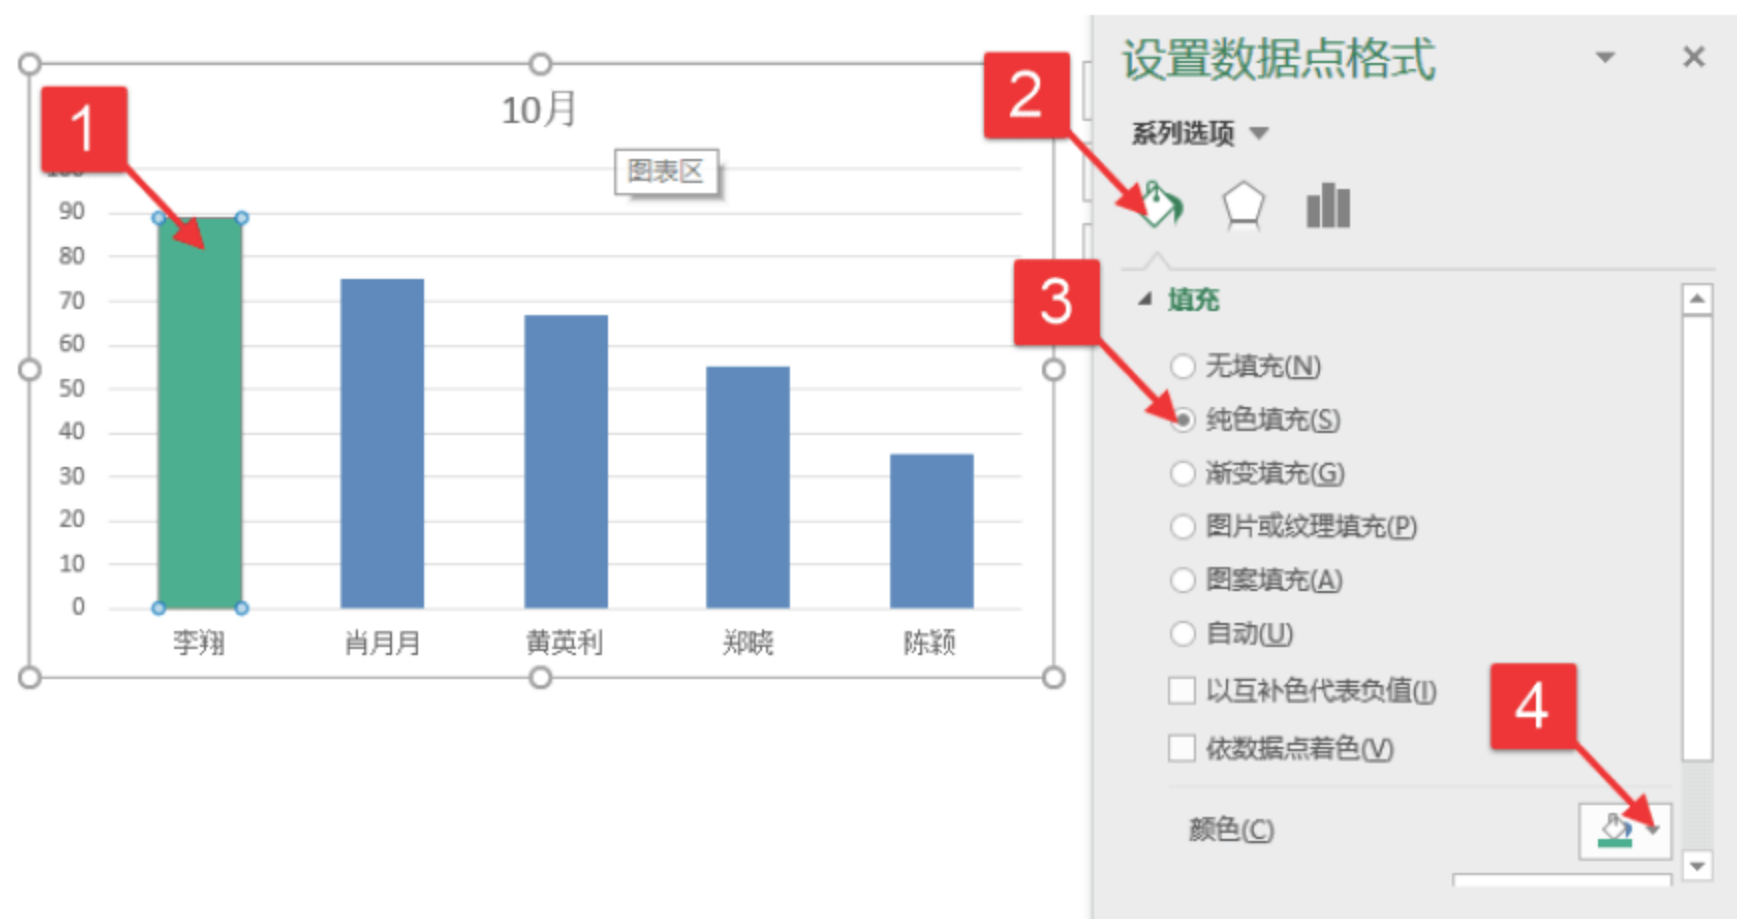 10月
图表区
1
90
80
70
60
50
40
30
20
10
0
李翔
肖月月
黄英利
郑晓
陈颖
2
3
4
设置数据点格式
系列选项
填充
无填充(N)
纯色填充(S)
渐变填充(G)
图片或纹理填充(P)
图案填充(A)
自动(U)
以互补色代表负值(I)
依数据点着色(V)
颜色(C)